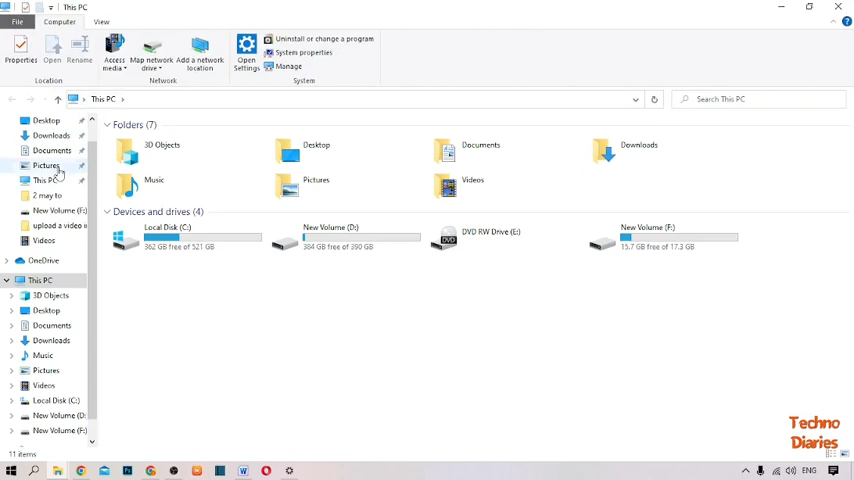 This PC
File
Computer
View
Properties
Open
Rename
Access media
Map network drive
Add a network location
Open Settings
Uninstall or change a program
System properties
Manage
Location
Network
System
This PC
Search This PC
Desktop
Downloads
Documents
Pictures
This PC
2 may to
New Volume (F:)
upload a video i
Videos
OneDrive
This PC
3D Objects
Desktop
Documents
Downloads
Music
Pictures
Videos
Local Disk (C:)
New Volume (D:
New Volume (F:)
Folders (7)
3D Objects
Desktop
Documents
Downloads
Music
Pictures
Videos
Devices and drives (4)
Local Disk (C:)
362 GB free of 521 GB
New Volume (D:)
384 GB free of 390 GB
DVD
DVD RW Drive (E:)
New Volume (F:)
15.7 GB free of 17.3 GB
Techno
Diaries
11 items
ENG